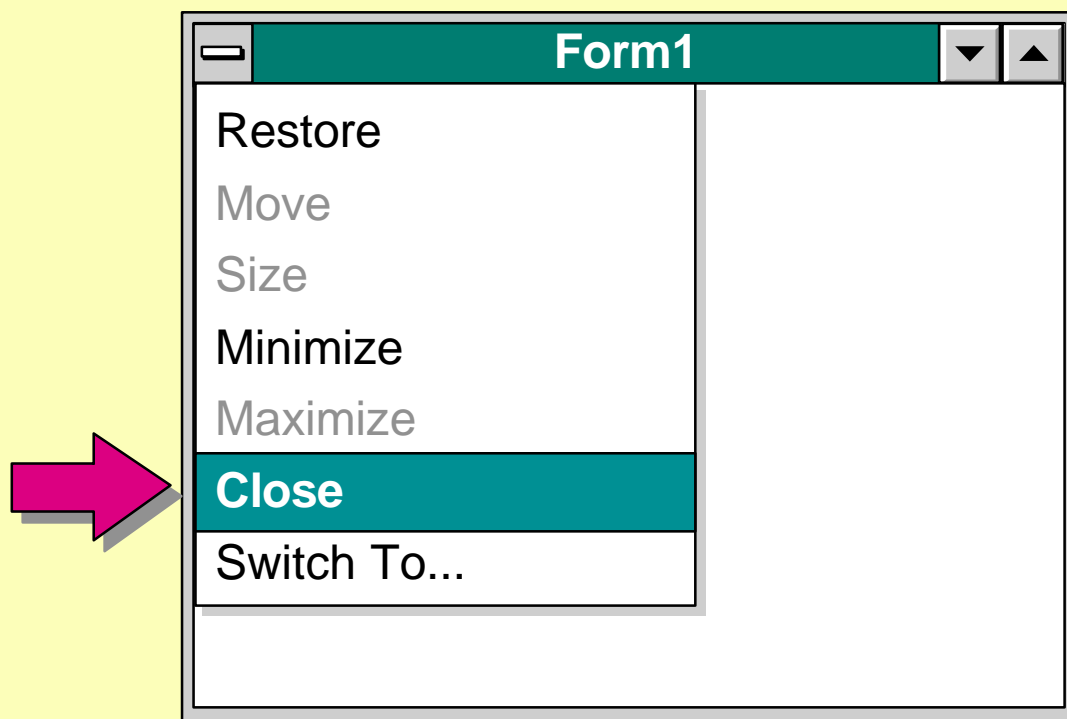 Form1
Restore
Move
Size
Minimize
Maximize
Close
Switch To...